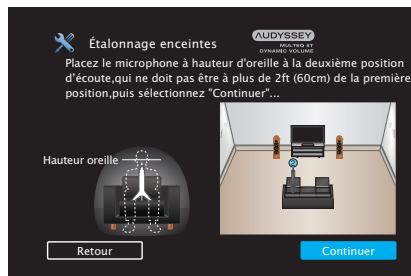 Étalonnage enceintes
AUDYSSEY
MULTEQ XT
DYNAMIC VOLUME
Placez le microphone à hauteur d'oreille à la deuxième position
d'écoute,qui ne doit pas être à plus de 2ft (60cm) de la première
position,puis sélectionnez "Continuer"...
Hauteur oreille
Retour
Continuer